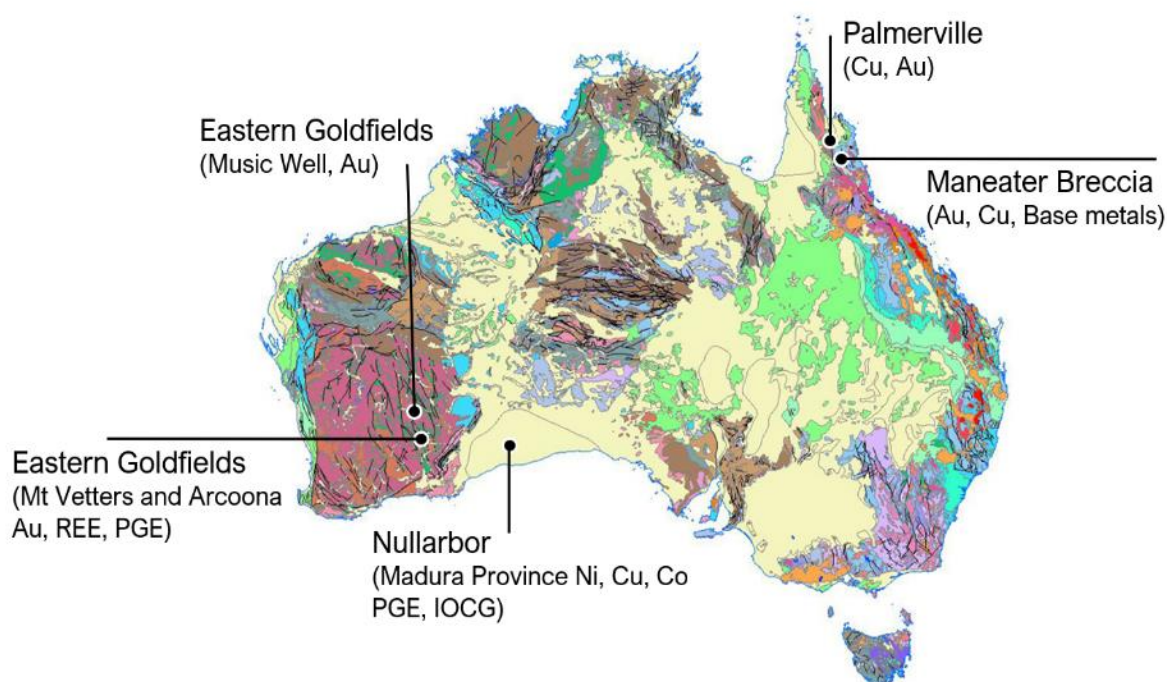 Palmerville
(Cu, Au)
Eastern Goldfields
(Music Well, Au)
Maneater Breccia
(Au, Cu, Base metals)
Eastern Goldfields
(Mt Vetters and Arcoona
Au, REE, PGE)
Nullarbor
(Madura Province Ni, Cu, Co
PGE, IOCG)